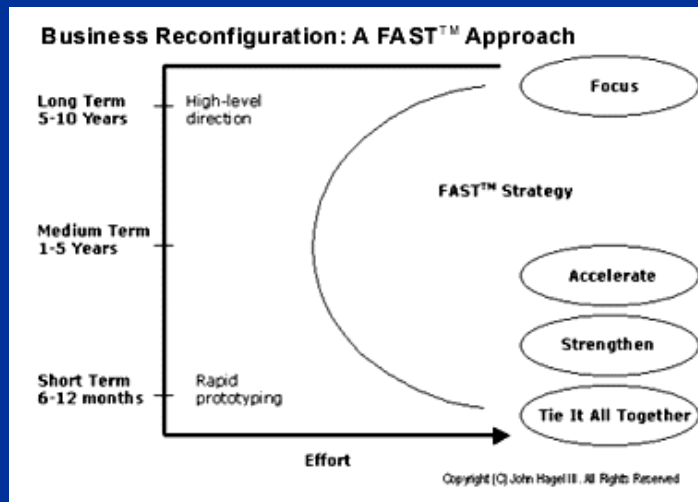 Business Reconfiguration: A FAST™ Approach
Long Term
5-10 Years
High-level
direction
Focus
FAST™ Strategy
Medium Term
1-5 Years
Accelerate
Strengthen
Short Term
6-12 months
Rapid
prototyping
Tie It All Together
Effort
Copyright (C) John Hagel III. All Rights Reserved